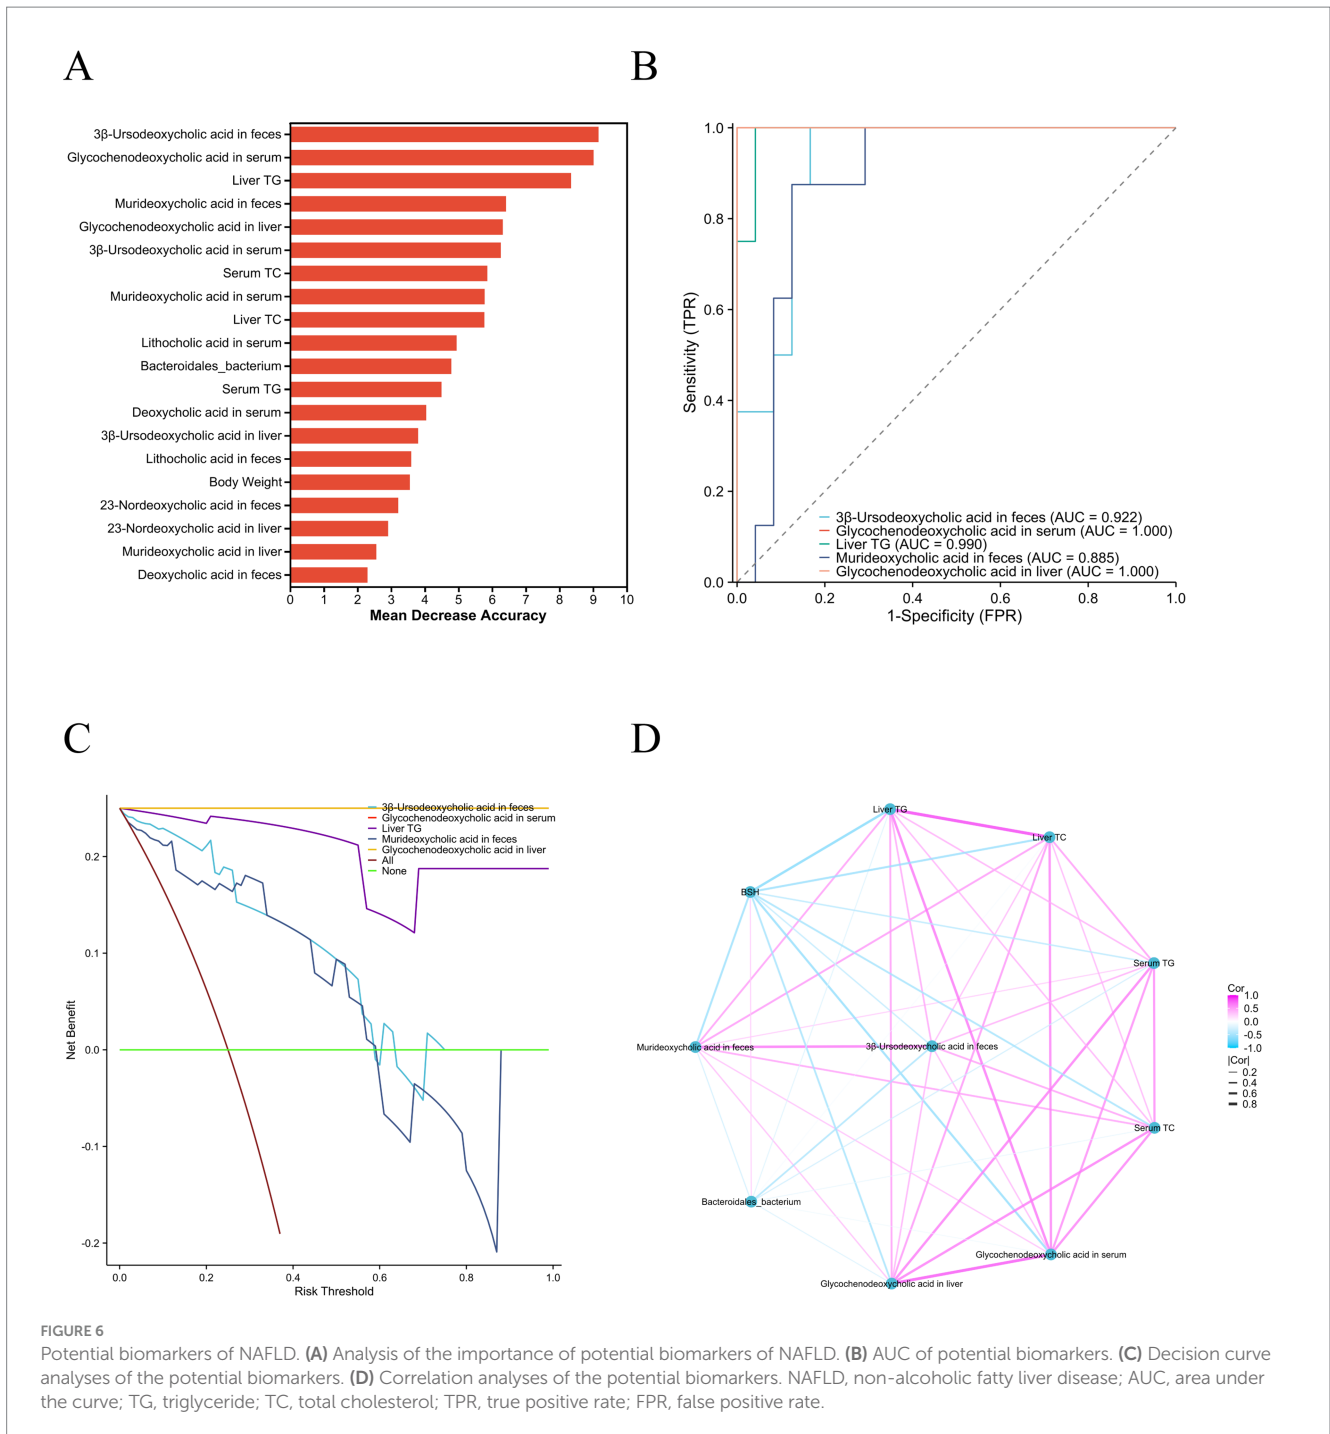 A
3β-Ursodeoxycholic acid in feces
Glycochenodeoxycholic acid in serum
Liver TG
Murideoxycholic acid in feces
Glycochenodeoxycholic acid in liver
3β-Ursodeoxycholic acid in serum
Serum TC
Murideoxycholic acid in serum
Liver TC
Lithocholic acid in serum
Bacteroidales_bacterium
Serum TG
Deoxycholic acid in serum
3β-Ursodeoxycholic acid in liver
Lithocholic acid in feces
Body Weight
23-Nordeoxycholic acid in feces
23-Nordeoxycholic acid in liver
Murideoxycholic acid in liver
Deoxycholic acid in feces
0 1 2 3 4 5 6 7 8 9 10
Mean Decrease Accuracy
B
Sensitivity (TPR)
1.0
0.8
0.6
0.4
0.2
0.0
3β-Ursodeoxycholic acid in feces (AUC = 0.922)
Glycochenodeoxycholic acid in serum (AUC = 1.000)
Liver TG (AUC = 0.990)
Murideoxycholic acid in feces (AUC = 0.885)
Glycochenodeoxycholic acid in liver (AUC = 1.000)
0.0 0.2 0.4 0.6 0.8 1.0
1-Specificity (FPR)
C
Net Benefit
0.2
0.1
0.0
-0.1
-0.2
3β-Ursodeoxycholic acid in feces
Glycochenodeoxycholic acid in serum
Liver TG
Murideoxycholic acid in feces
Glycochenodeoxycholic acid in liver
All
None
0.0 0.2 0.4 0.6 0.8 1.0
Risk Threshold
D
Liver TG
Liver TC
BSH
Serum TG
Murideoxycholic acid in feces
3β-Ursodeoxycholic acid in feces
Serum TC
Bacteroidales_bacterium
Glycochenodeoxycholic acid in serum
Glycochenodeoxycholic acid in liver
Cor
1.0
0.5
0.0
-0.5
-1.0
|Cor|
0.2
0.4
0.6
0.8
FIGURE 6
Potential biomarkers of NAFLD. (A) Analysis of the importance of potential biomarkers of NAFLD. (B) AUC of potential biomarkers. (C) Decision curve
analyses of the potential biomarkers. (D) Correlation analyses of the potential biomarkers. NAFLD, non-alcoholic fatty liver disease; AUC, area under
the curve; TG, triglyceride; TC, total cholesterol; TPR, true positive rate; FPR, false positive rate.